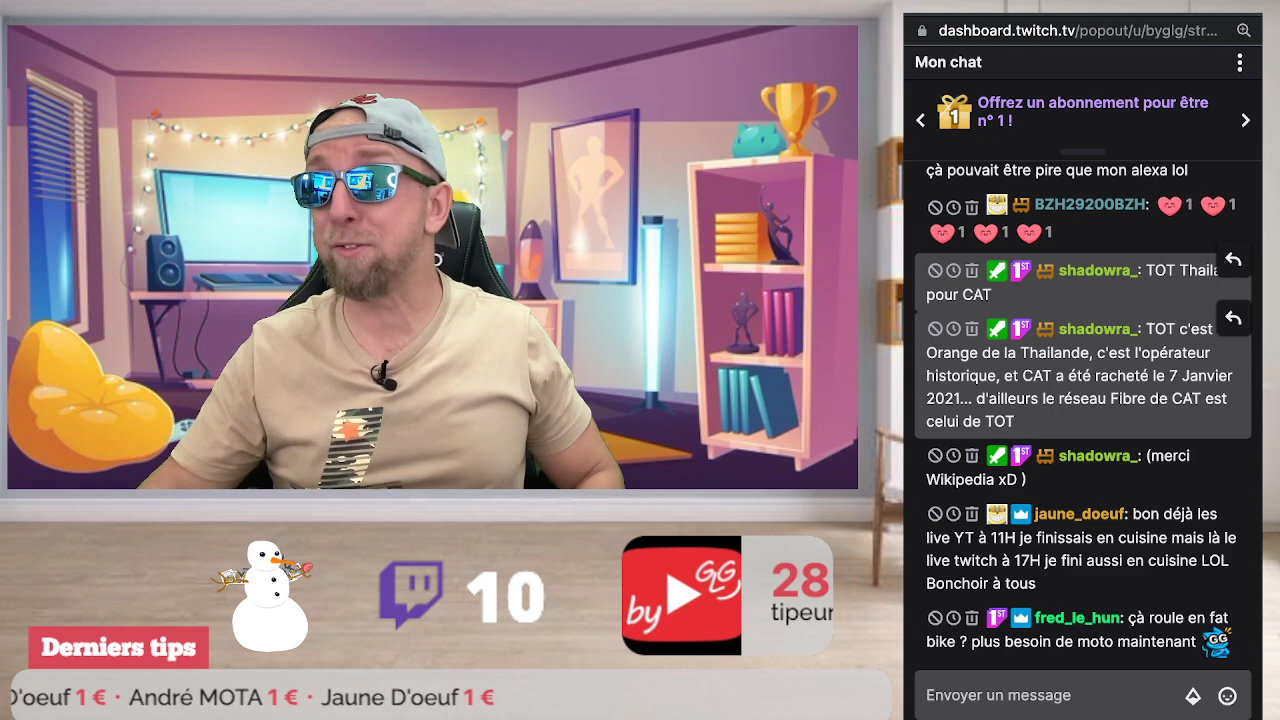 dashboard.twitch.tv/popout/u/byglg/str...
Mon chat
Offrez un abonnement pour être
n° 1 !
1
çà pouvait être pire que mon alexa lol
BZH29200BZH: 1 1
1 1 1
1ST shadowra_: TOT Thaila
pour CAT
1ST shadowra_: TOT c'est
Orange de la Thailande, c'est l'opérateur
historique, et CAT a été racheté le 7 Janvier
2021... d'ailleurs le réseau Fibre de CAT est
celui de TOT
1ST shadowra_: (merci
Wikipedia xD )
jaune_doeuf: bon déjà les
live YT à 11H je finissais en cuisine mais là le
live twitch à 17H je fini aussi en cuisine LOL
Bonchoir à tous
1ST fred_le_hun: çà roule en fat
bike ? plus besoin de moto maintenant GG
Envoyer un message
10
by GG
28
tipeur
Derniers tips
D'oeuf 1 € · André MOTA 1 € · Jaune D'oeuf 1 €